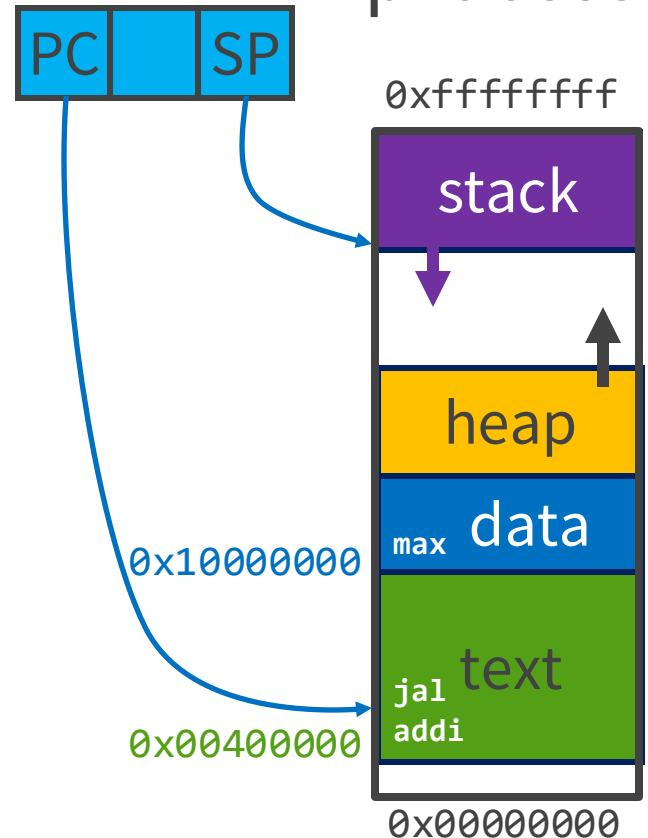 PC SP
0xffffffff
stack
heap
max data
0x10000000
text
jal
addi
0x00400000
0x00000000